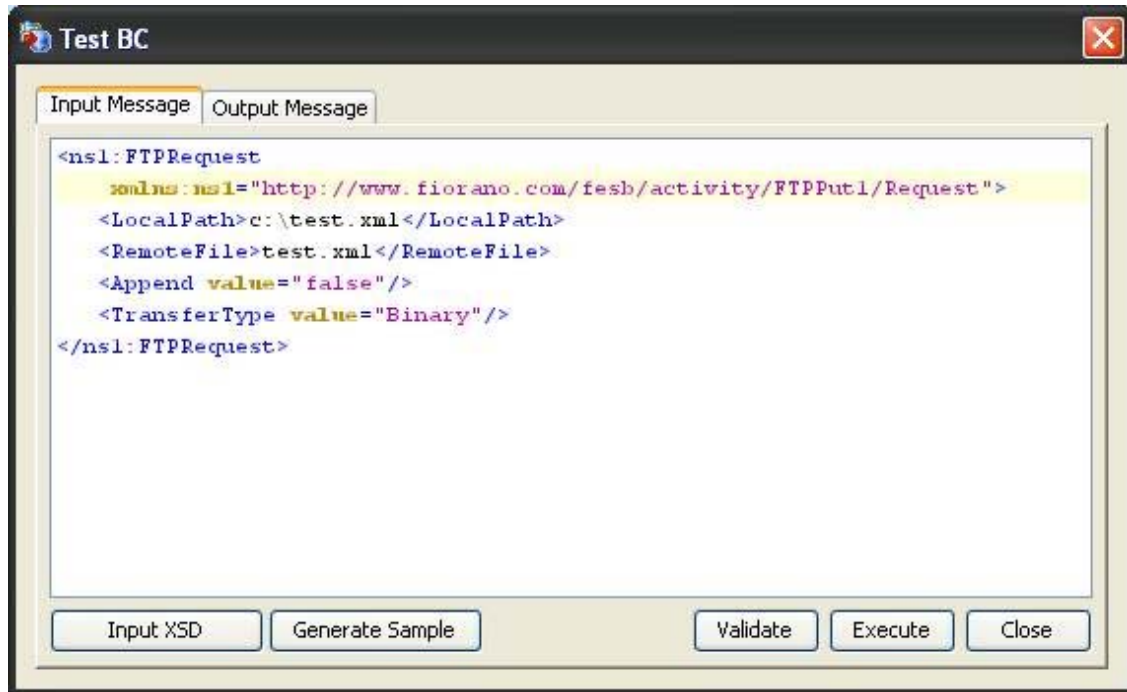 Test BC
Input Message Output Message
<ns1:FTPRequest
xmlns:ns1="http://www.fiorano.com/fesb/activity/FTPPut1/Request">
<LocalPath>c:\test.xml</LocalPath>
<RemoteFile>test.xml</RemoteFile>
<Append value="false"/>
<TransferType value="Binary"/>
</ns1:FTPRequest>
Input XSD Generate Sample Validate Execute Close